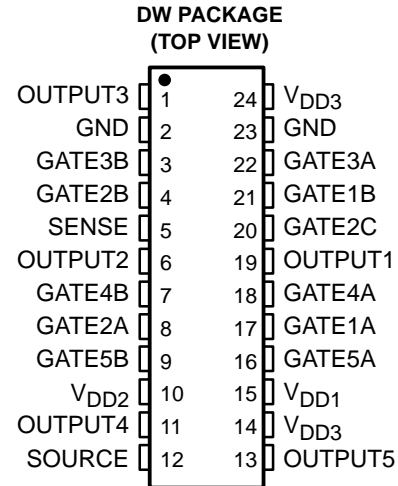 DW PACKAGE
(TOP VIEW)
OUTPUT3 1 24 VDD3
GND 2 23 GND
GATE3B 3 22 GATE3A
GATE2B 4 21 GATE1B
SENSE 5 20 GATE2C
OUTPUT2 6 19 OUTPUT1
GATE4B 7 18 GATE4A
GATE2A 8 17 GATE1A
GATE5B 9 16 GATE5A
VDD2 10 15 VDD1
OUTPUT4 11 14 VDD3
SOURCE 12 13 OUTPUT5